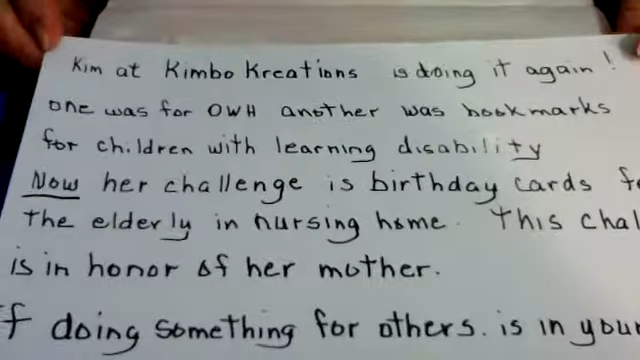 Kim at Kimbo Kreations is doing it again!
one was for OWH another was bookmarks
for children with learning disability
Now her challenge is birthday cards
the elderly in nursing home. This
is in honor of her mother.
doing something for others. is in